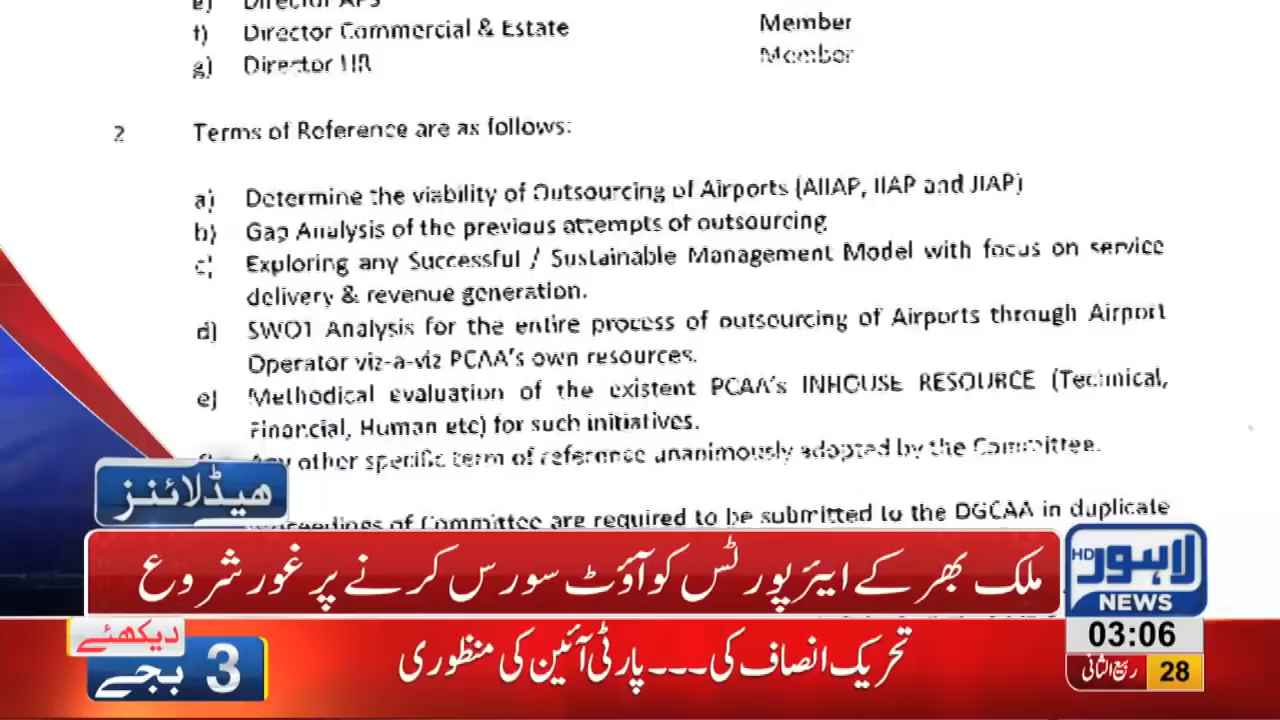 e) Director APS
f) Director Commercial & Estate Member
g) Director HR Member
2 Terms of Reference are as follows:
a) Determine the viability of Outsourcing of Airports (AIIAP, IIAP and JIAP)
b) Gap Analysis of the previous attempts of outsourcing
c) Exploring any Successful / Sustainable Management Model with focus on service
delivery & revenue generation.
d) SWOT Analysis for the entire process of outsourcing of Airports through Airport
Operator viz-a-viz PCAA's own resources.
e) Methodical evaluation of the existent PCAA's INHOUSE RESOURCE (Technical,
Financial, Human etc) for such initiatives.
Any other specific term of reference unanimously adopted by the Committee.
of Committee are required to be submitted to the DGCAA in duplicate
ہیڈلائنز
ملک بھر کے ایئرپورٹس کو آؤٹ سورس کرنے پر غور شروع
لاہور HD
NEWS
03:06
28 ربیع الثانی
دیکھئے
3 بجے
تحریک انصاف کی۔۔۔پارٹی آئین کی منظوری